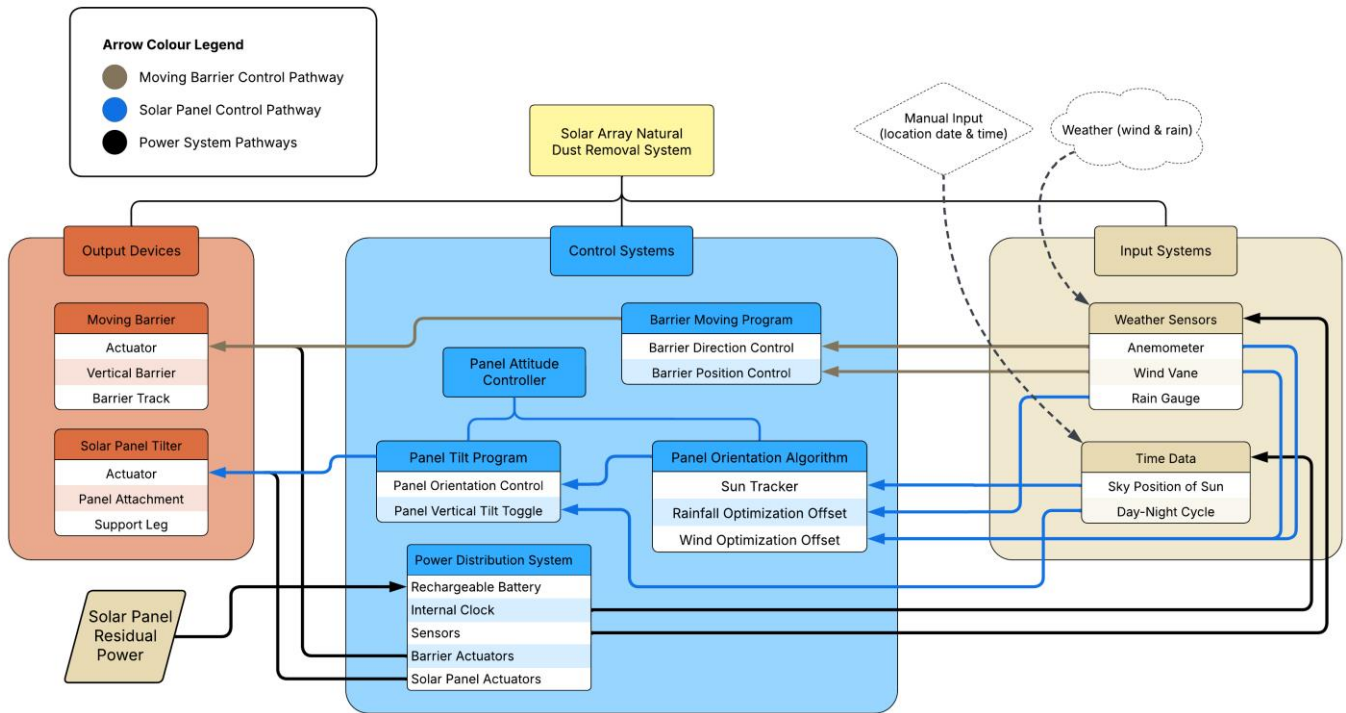 Arrow Colour Legend
Moving Barrier Control Pathway
Solar Panel Control Pathway
Power System Pathways
Solar Array Natural
Dust Removal System
Manual Input
(location date & time)
Weather (wind & rain)
Output Devices
Control Systems
Input Systems
Moving Barrier
Actuator
Vertical Barrier
Barrier Track
Solar Panel Tilter
Actuator
Panel Attachment
Support Leg
Barrier Moving Program
Barrier Direction Control
Barrier Position Control
Panel Attitude
Controller
Panel Tilt Program
Panel Orientation Control
Panel Vertical Tilt Toggle
Panel Orientation Algorithm
Sun Tracker
Rainfall Optimization Offset
Wind Optimization Offset
Weather Sensors
Anemometer
Wind Vane
Rain Gauge
Time Data
Sky Position of Sun
Day-Night Cycle
Power Distribution System
Rechargeable Battery
Internal Clock
Sensors
Barrier Actuators
Solar Panel Actuators
Solar Panel
Residual
Power